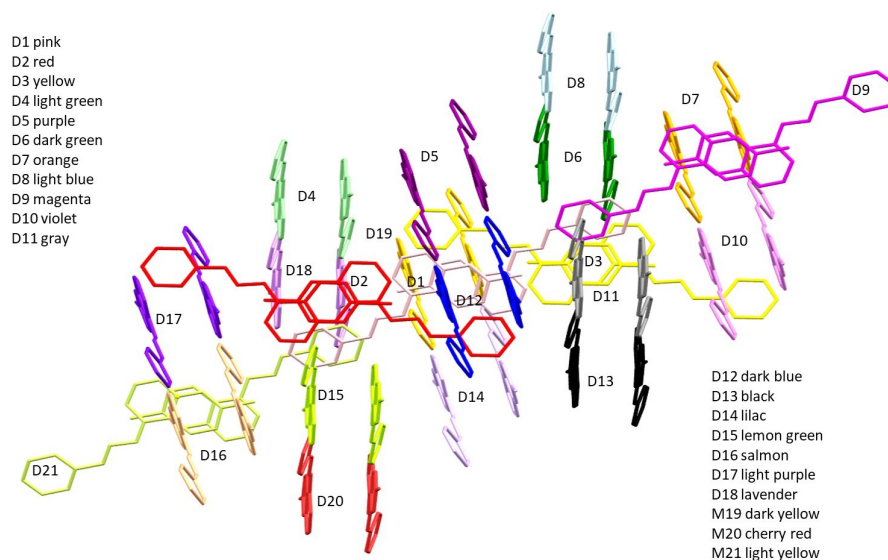 D1 pink
D2 red
D3 yellow
D4 light green
D5 purple
D6 dark green
D7 orange
D8 light blue
D9 magenta
D10 violet
D11 gray
D8
D7
D9
D5
D6
D4
D19
D10
D18
D2
D1
D12
D3
D11
D17
D15
D14
D13
D16
D21
D20
D12 dark blue
D13 black
D14 lilac
D15 lemon green
D16 salmon
D17 light purple
D18 lavender
M19 dark yellow
M20 cherry red
M21 light yellow